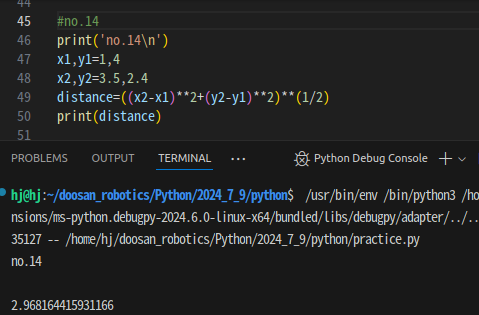 44
45 #no.14
46 print('no.14\n')
47 x1,y1=1,4
48 x2,y2=3.5,2.4
49 distance=((x2-x1)**2+(y2-y1)**2)**(1/2)
50 print(distance)
51
PROBLEMS OUTPUT TERMINAL ··· Python Debug Console
hj@hj:~/doosan_robotics/Python/2024_7_9/python$ /usr/bin/env /bin/python3 /ho
nsions/ms-python.debugpy-2024.6.0-linux-x64/bundled/libs/debugpy/adapter/../..
35127 -- /home/hj/doosan_robotics/Python/2024_7_9/python/practice.py
no.14
2.968164415931166